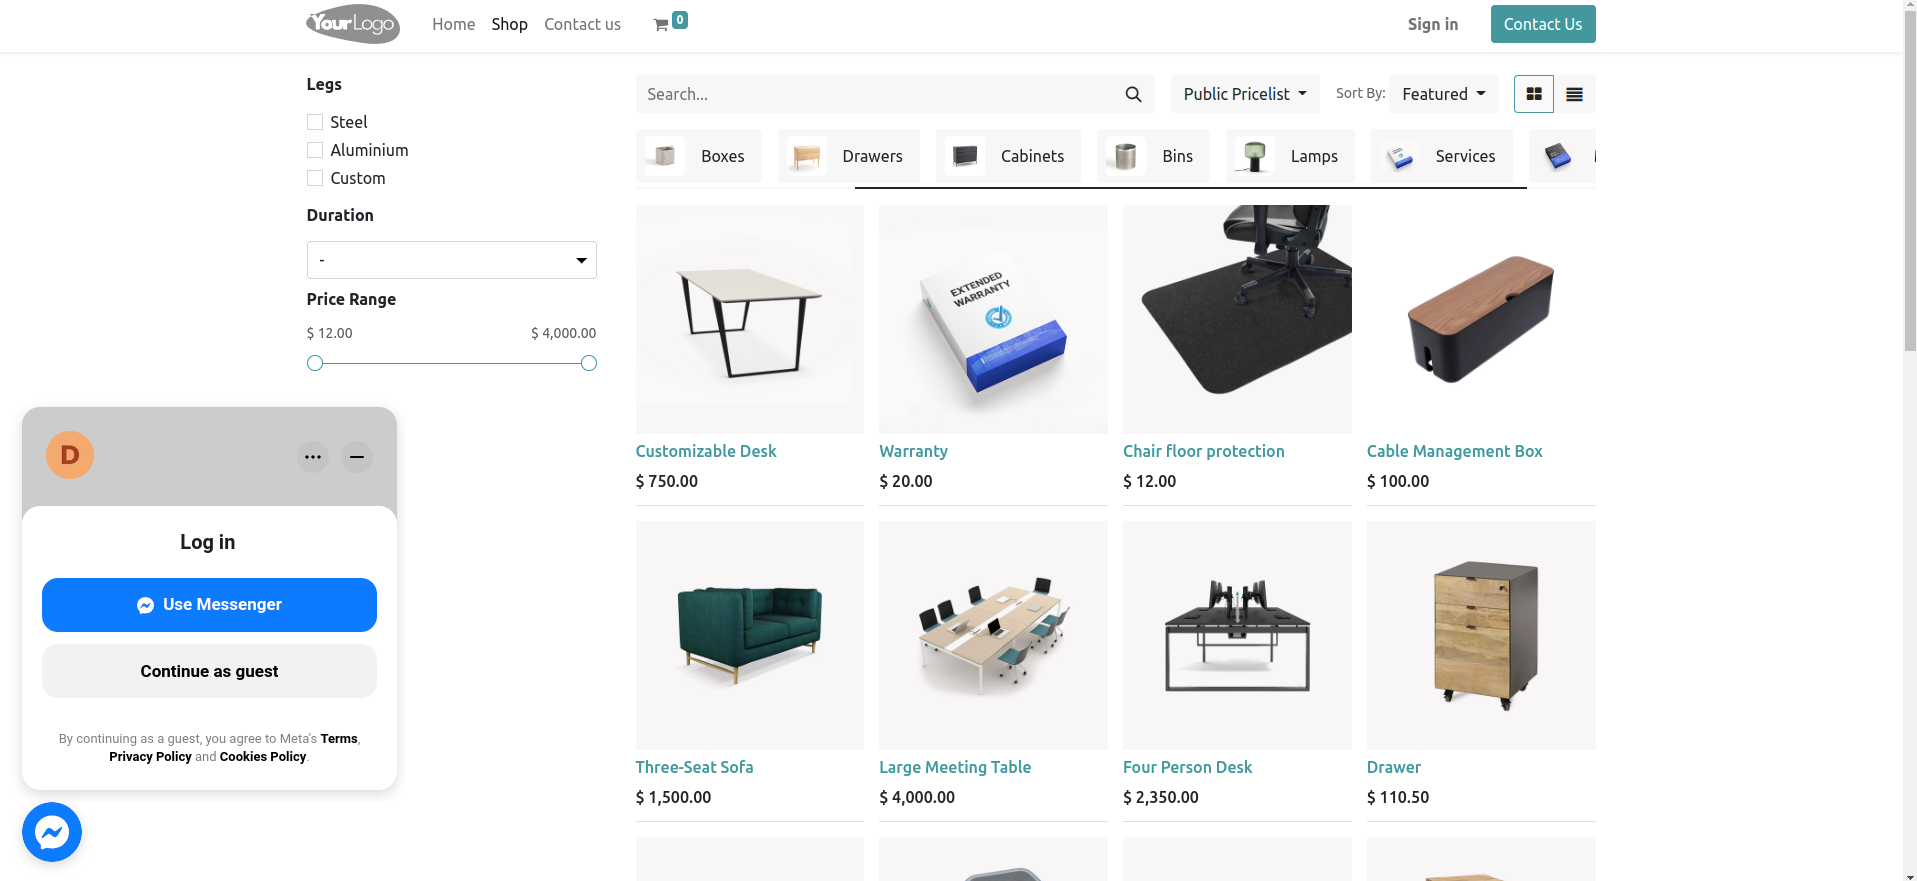 YourLogo
Home
Shop
Contact us
0
Sign in
Contact Us
Legs
Steel
Aluminium
Custom
Duration
-
Price Range
$ 12.00
$ 4,000.00
Search...
Public Pricelist
Sort By:
Featured
Boxes
Drawers
Cabinets
Bins
Lamps
Services
EXTENDED
WARRANTY
Customizable Desk
$ 750.00
Warranty
$ 20.00
Chair floor protection
$ 12.00
Cable Management Box
$ 100.00
Three-Seat Sofa
$ 1,500.00
Large Meeting Table
$ 4,000.00
Four Person Desk
$ 2,350.00
Drawer
$ 110.50
D
Log in
Use Messenger
Continue as guest
By continuing as a guest, you agree to Meta's Terms,
Privacy Policy and Cookies Policy.